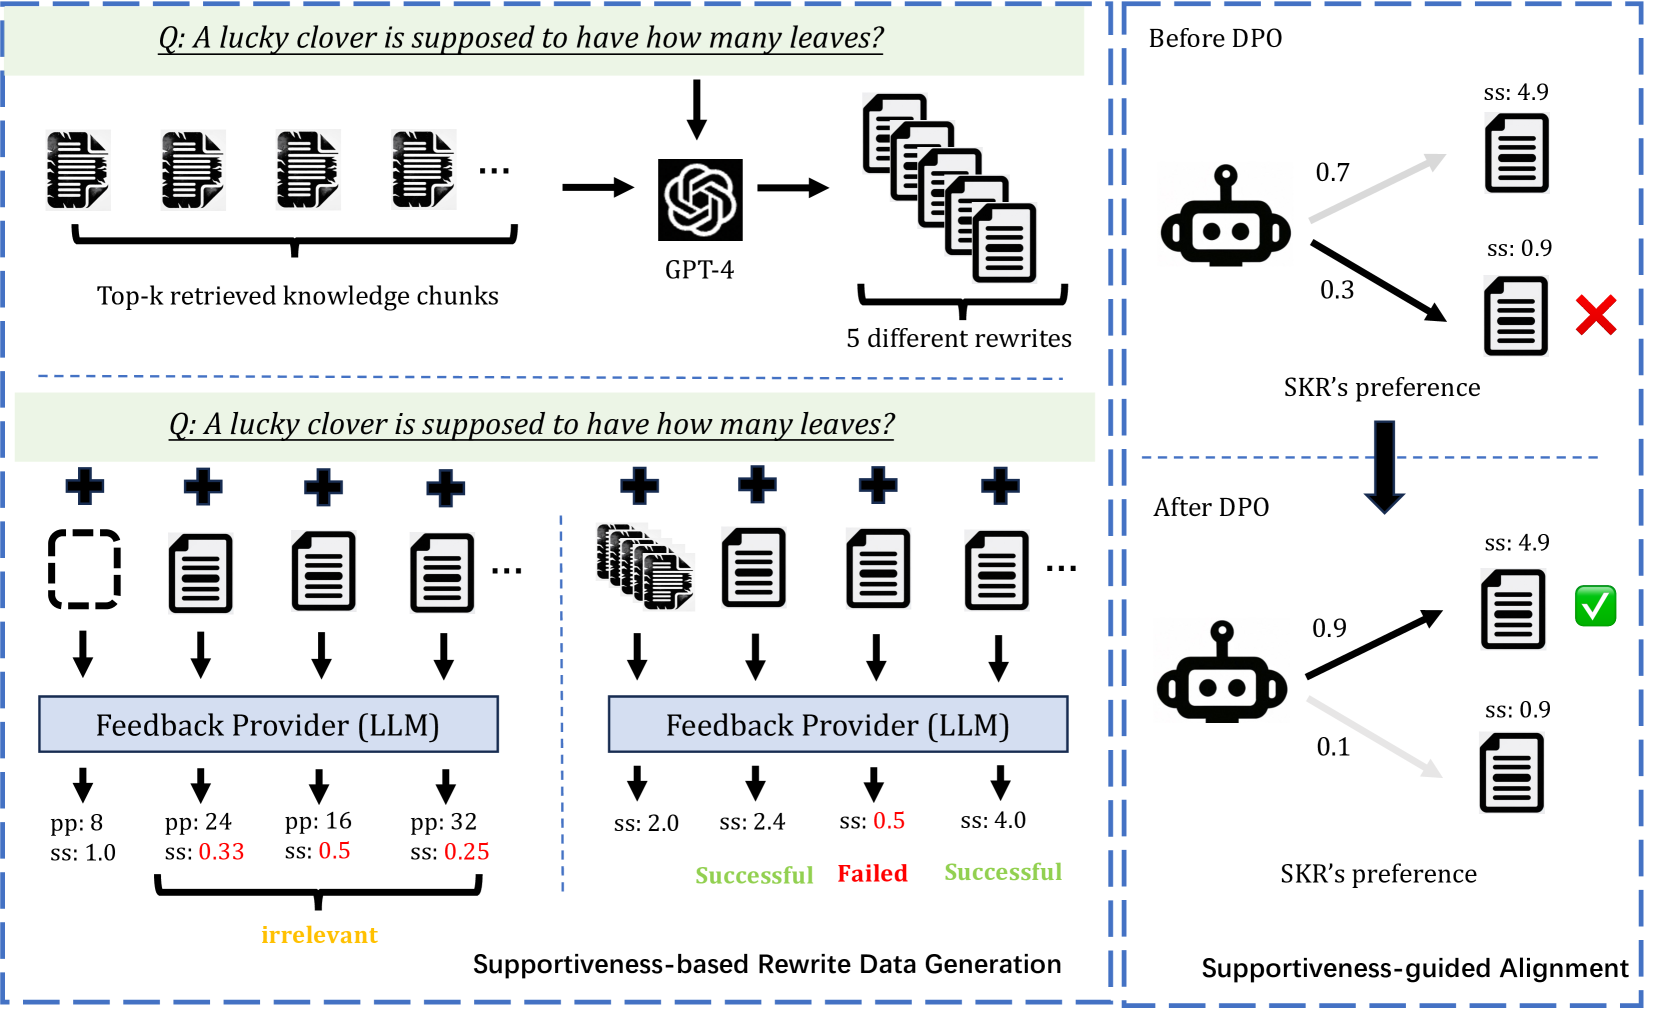 Q: A lucky clover is supposed to have how many leaves?
...
GPT-4
Top-k retrieved knowledge chunks
5 different rewrites
Q: A lucky clover is supposed to have how many leaves?
...
...
Feedback Provider (LLM)
Feedback Provider (LLM)
pp: 8
ss: 1.0
pp: 24
ss: 0.33
pp: 16
ss: 0.5
pp: 32
ss: 0.25
irrelevant
ss: 2.0
ss: 2.4
ss: 0.5
ss: 4.0
Successful
Failed
Successful
Supportiveness-based Rewrite Data Generation
Before DPO
ss: 4.9
0.7
ss: 0.9
0.3
SKR’s preference
After DPO
ss: 4.9
0.9
ss: 0.9
0.1
SKR’s preference
Supportiveness-guided Alignment